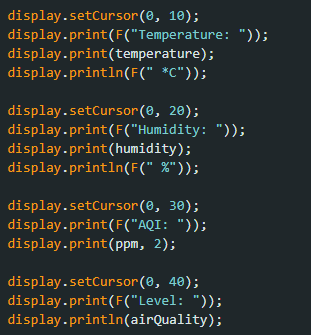 display.setCursor(0, 10);
display.print(F("Temperature: "));
display.print(temperature);
display.println(F(" *C"));
display.setCursor(0, 20);
display.print(F("Humidity: "));
display.print(humidity);
display.println(F(" %"));
display.setCursor(0, 30);
display.print(F("AQI: "));
display.print(ppm, 2);
display.setCursor(0, 40);
display.print(F("Level: "));
display.println(airQuality);